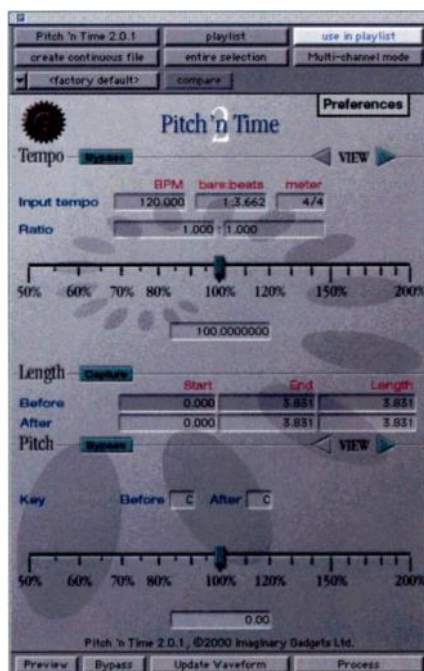 Pitch 'n Time 2.0.1 playlist use in playlist
create continuous file entire selection Multi-channel mode
<factory default> compare
Preferences
Pitch 'n Time
2
Tempo Bypass VIEW
BPM bars:beats meter
Input tempo 120.000 1:3.662 4/4
Ratio 1.000 : 1.000
50% 60% 70% 80% 100% 120% 150% 200%
100.0000000
Length Capture
Start End Length
Before 0.000 3.831 3.831
After 0.000 3.831 3.831
Pitch Bypass VIEW
Key Before C After C
50% 60% 70% 80% 100% 120% 150% 200%
0.00
Pitch 'n Time 2.0.1, ©2000 Imaginary Gadgets Ltd.
Preview Bypass Update Waveform Process